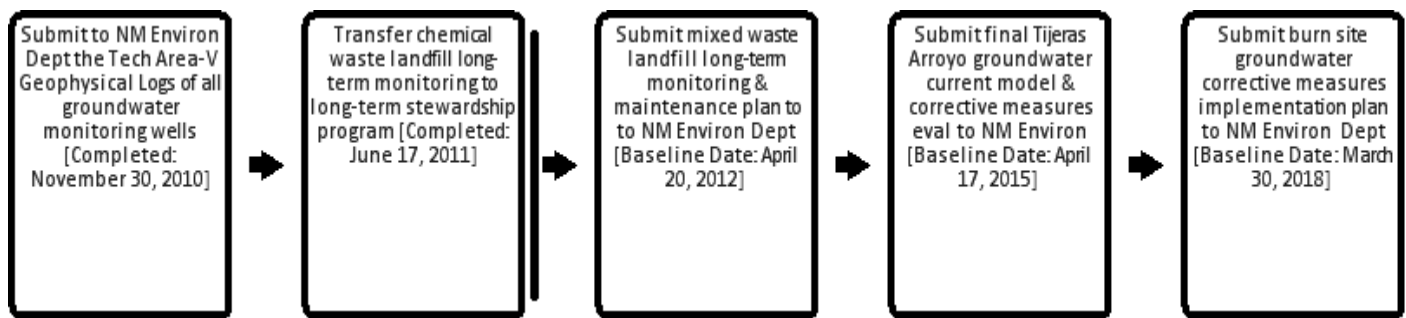 Submit to NM Environ
Dept the Tech Area-V
Geophysical Logs of all
groundwater
monitoring wells
[Completed:
November 30, 2010]
Transfer chemical
waste landfill long-
term monitoring to
long-term stewardship
program [Completed:
June 17, 2011]
Submit mixed waste
landfill long-term
monitoring &
maintenance plan to
to NM Environ Dept
[Baseline Date: April
20, 2012]
Submit final Tijeras
Arroyo groundwater
current model &
corrective measures
eval to NM Environ
[Baseline Date: April
17, 2015]
Submit burn site
groundwater
corrective measures
implementation plan
to NM Environ Dept
[Baseline Date: March
30, 2018]